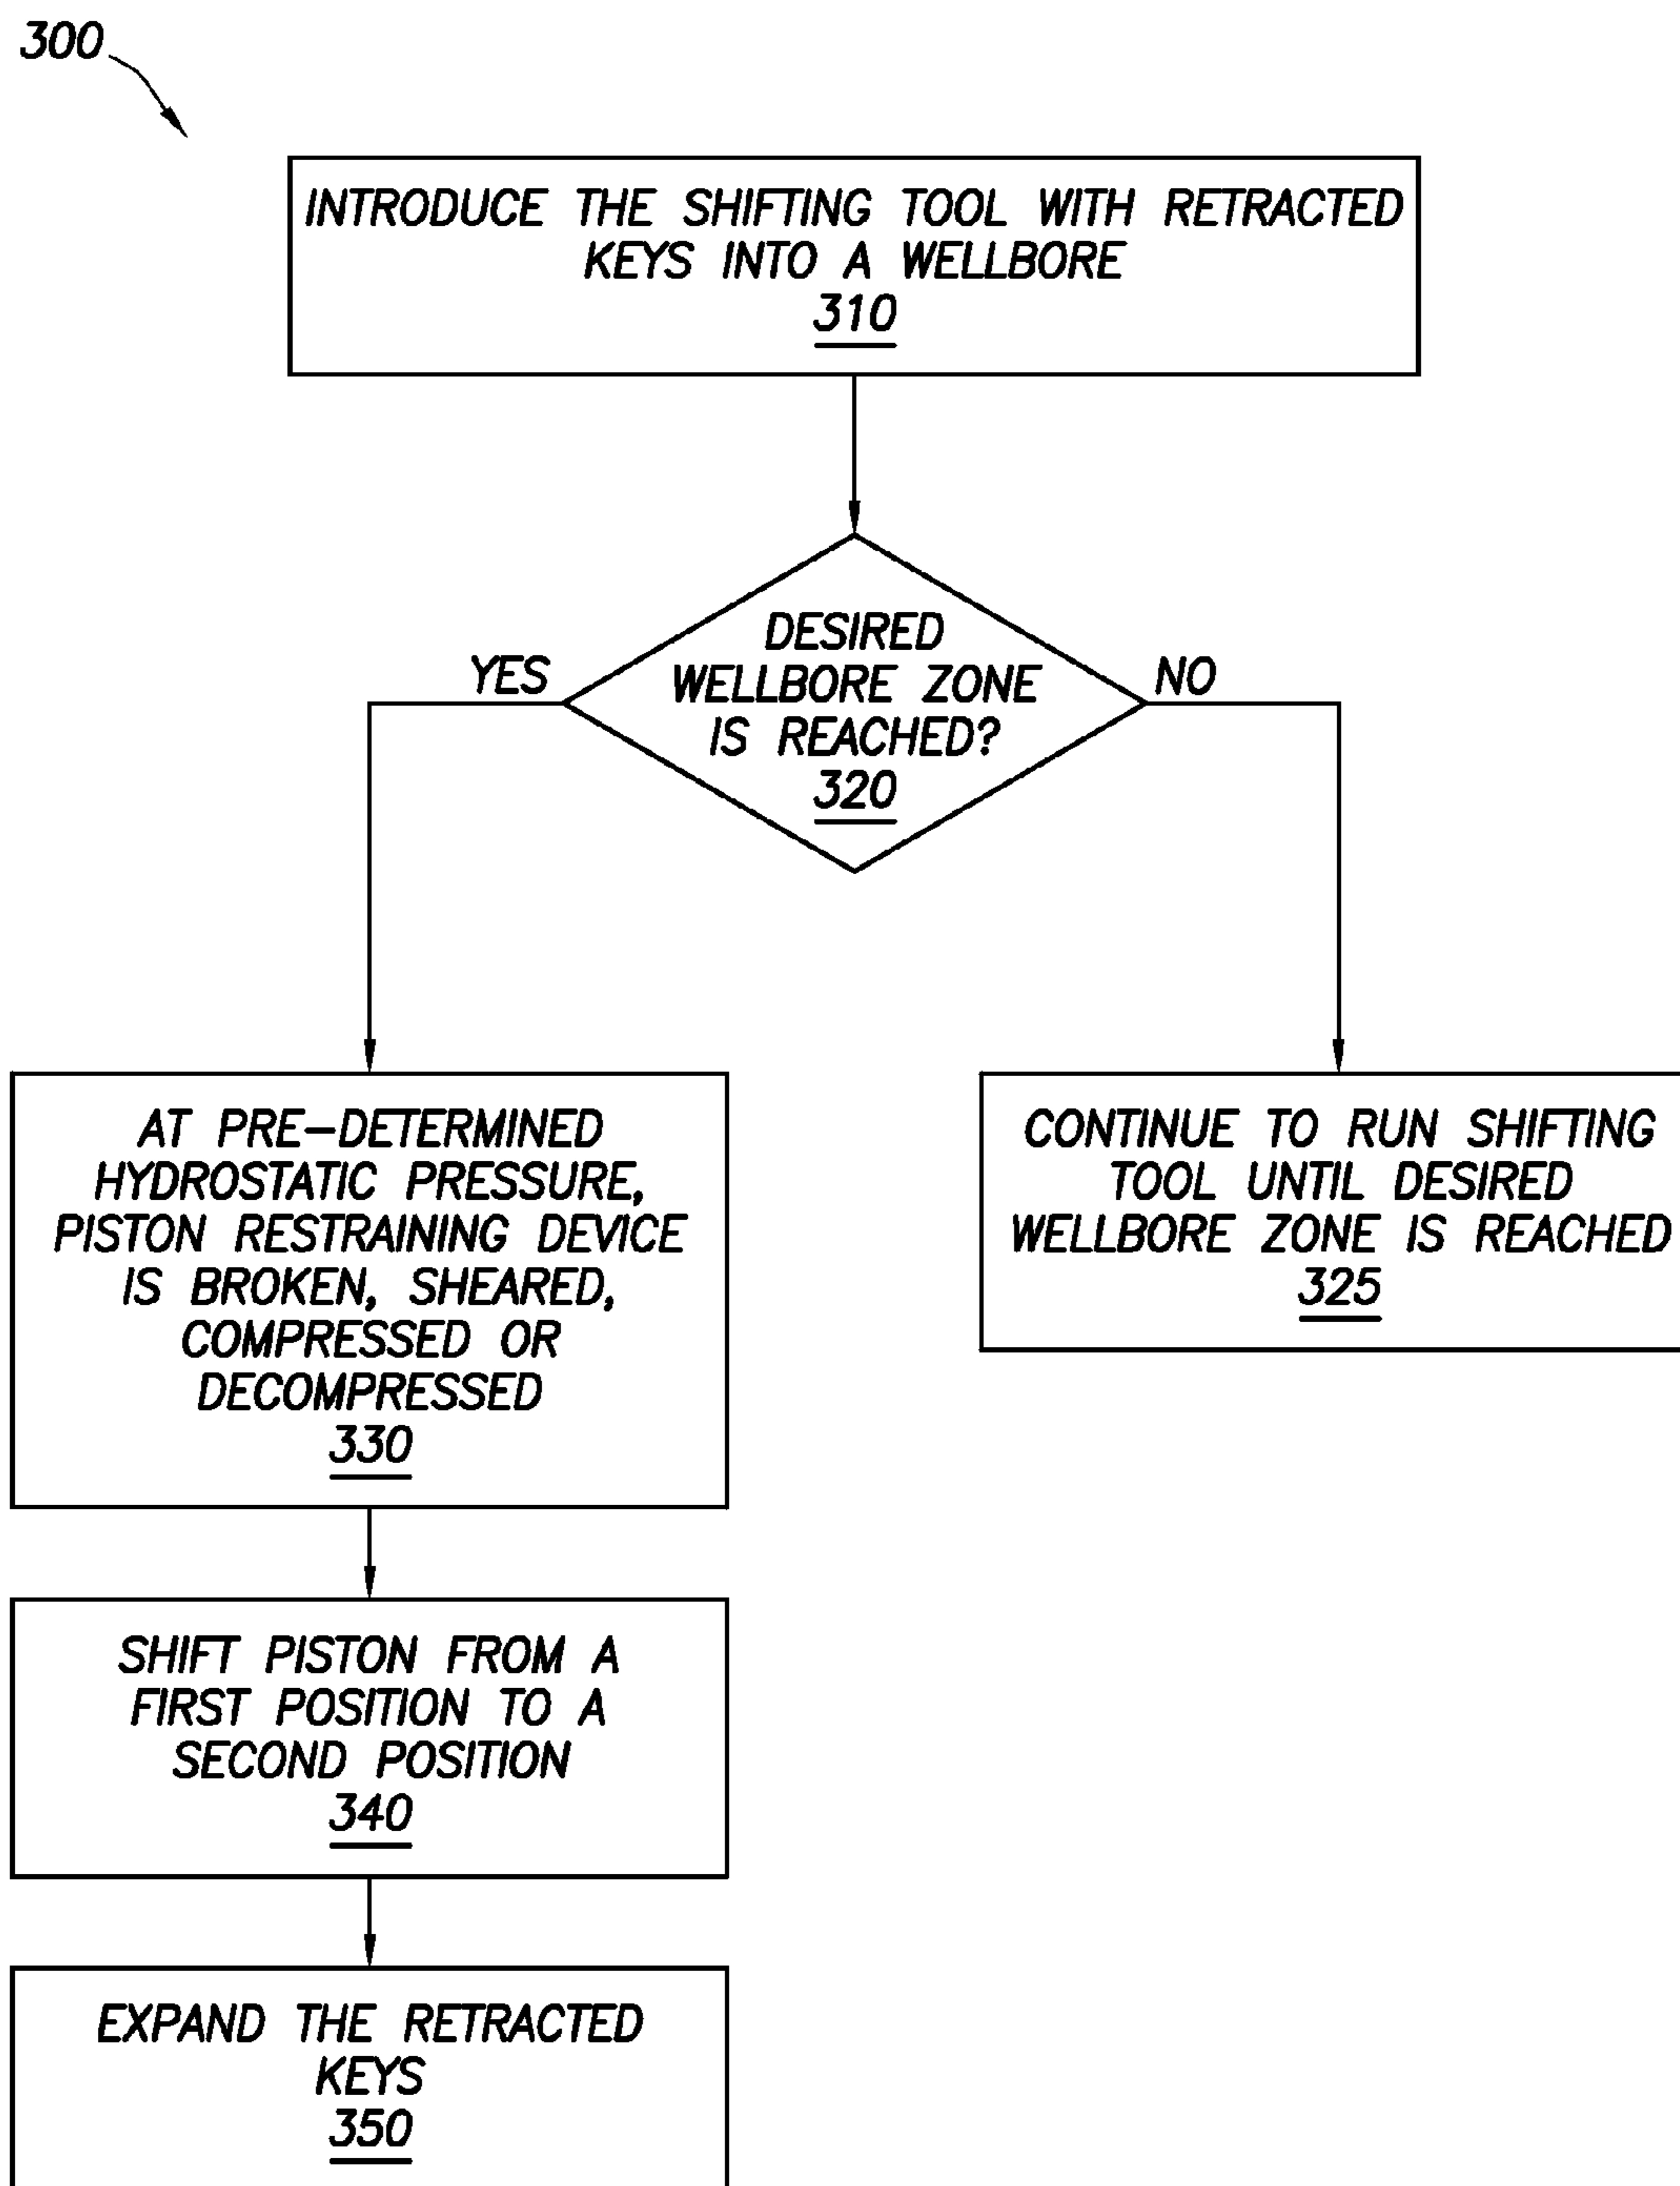 300
INTRODUCE THE SHIFTING TOOL WITH RETRACTED
KEYS INTO A WELLBORE
310
DESIRED
WELLBORE ZONE
IS REACHED?
320
YES
NO
AT PRE-DETERMINED
HYDROSTATIC PRESSURE,
PISTON RESTRAINING DEVICE
IS BROKEN, SHEARED,
COMPRESSED OR
DECOMPRESSED
330
CONTINUE TO RUN SHIFTING
TOOL UNTIL DESIRED
WELLBORE ZONE IS REACHED
325
SHIFT PISTON FROM A
FIRST POSITION TO A
SECOND POSITION
340
EXPAND THE RETRACTED
KEYS
350